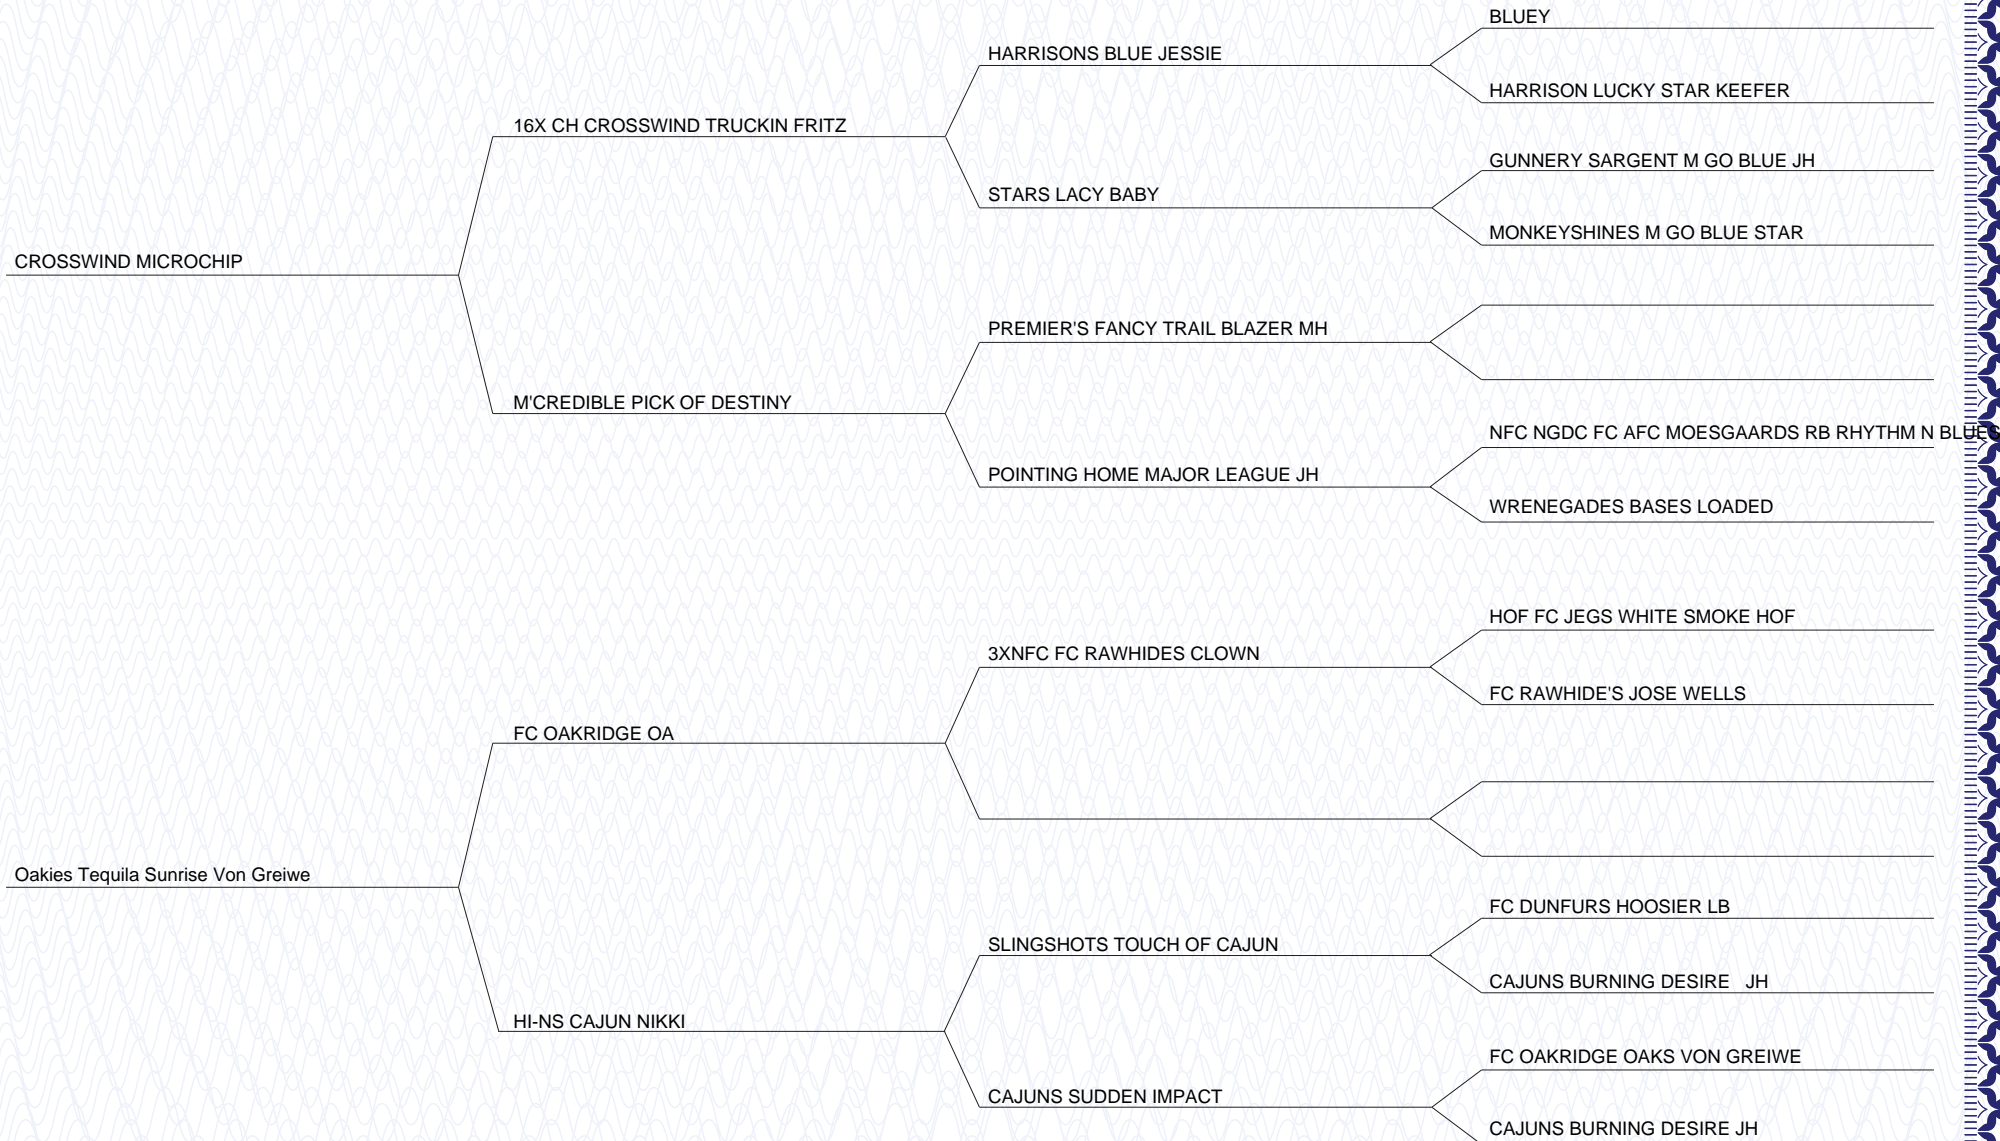 BLUEY
HARRISONS BLUE JESSIE
HARRISON LUCKY STAR KEEFER
16X CH CROSSWIND TRUCKIN FRITZ
GUNNERY SARGENT M GO BLUE JH
STARS LACY BABY
MONKEYSHINES M GO BLUE STAR
CROSSWIND MICROCHIP
PREMIER'S FANCY TRAIL BLAZER MH
M'CREDIBLE PICK OF DESTINY
NFC NGDC FC AFC MOESGAARDS RB RHYTHM N BLUES
POINTING HOME MAJOR LEAGUE JH
WRENEGADES BASES LOADED
HOF FC JEGS WHITE SMOKE HOF
3XNFC FC RAWHIDES CLOWN
FC RAWHIDE'S JOSE WELLS
FC OAKRIDGE OA
Oakies Tequila Sunrise Von Greiwe
FC DUNFURS HOOSIER LB
SLINGSHOTS TOUCH OF CAJUN
CAJUNS BURNING DESIRE   JH
HI-NS CAJUN NIKKI
FC OAKRIDGE OAKS VON GREIWE
CAJUNS SUDDEN IMPACT
CAJUNS BURNING DESIRE JH